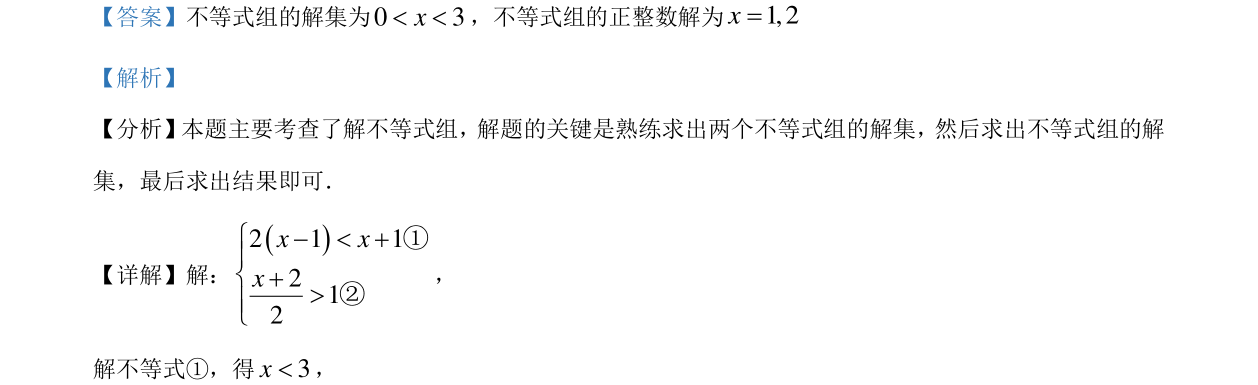 【答案】不等式组的解集为0 < x < 3，不等式组的正整数解为x = 1, 2
【解析】
【分析】本题主要考查了解不等式组，解题的关键是熟练求出两个不等式组的解集，然后求出不等式组的解
集，最后求出结果即可．
【详解】解：{2(x−1) < x+1①
(x+2)/2 > 1②，
解不等式①，得 x < 3，